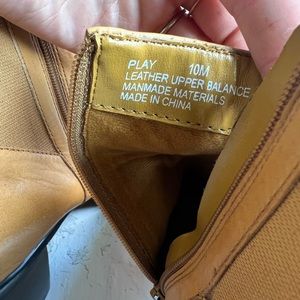 PLAY 10M
LEATHER UPPER BALANCE
MANMADE MATERIALS
MADE IN CHINA